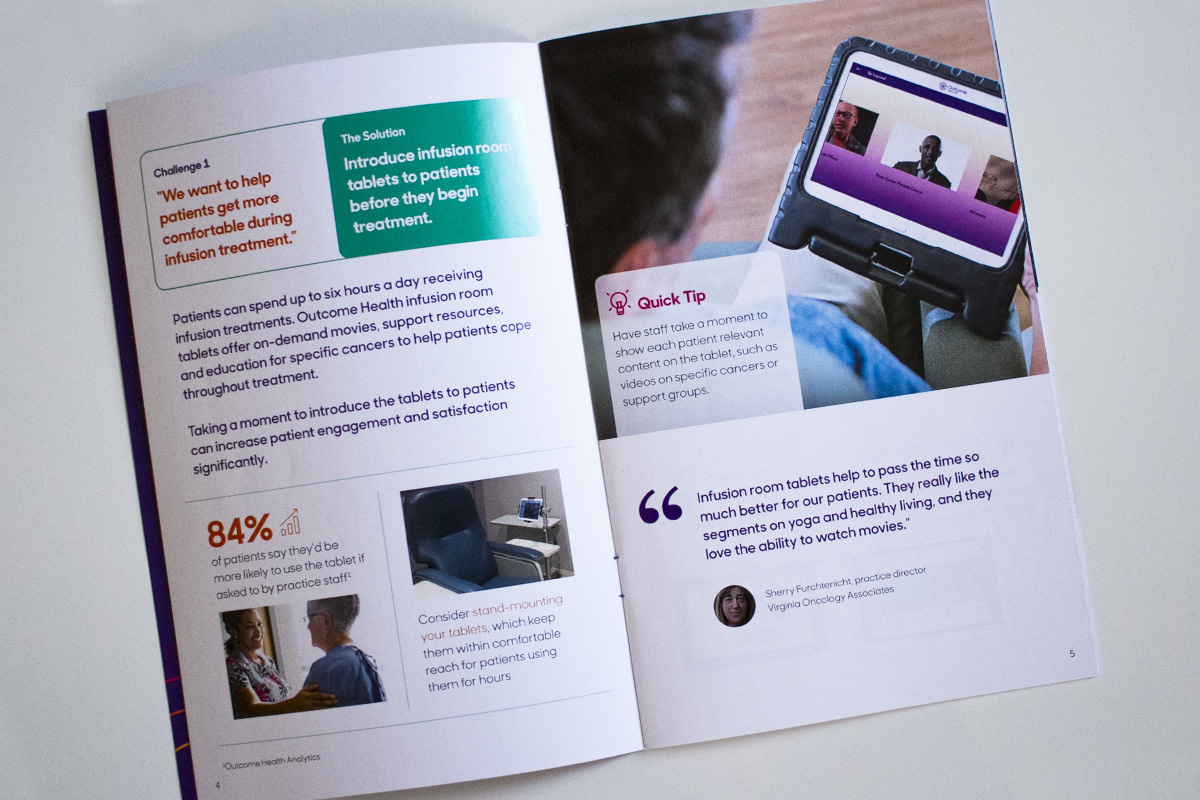 Challenge 1
"We want to help
patients get more
comfortable during
infusion treatment."
The Solution
Introduce infusion room
tablets to patients
before they begin
treatment.
Patients can spend up to six hours a day receiving
infusion treatments. Outcome Health infusion room
tablets offer on-demand movies, support resources,
and education for specific cancers to help patients cope
throughout treatment.
Taking a moment to introduce the tablets to patients
can increase patient engagement and satisfaction
significantly.
84%
of patients say they'd be
more likely to use the tablet if
asked to by practice staff¹
Consider stand-mounting
your tablets, which keep
them within comfortable
reach for patients using
them for hours
¹Outcome Health Analytics
4
Outcome
Quick Tip
Have staff take a moment to
show each patient relevant
content on the tablet, such as
videos on specific cancers or
support groups.
“Infusion room tablets help to pass the time so
much better for our patients. They really like the
segments on yoga and healthy living, and they
love the ability to watch movies.”
Sherry Furchtenicht, practice director
Virginia Oncology Associates
5